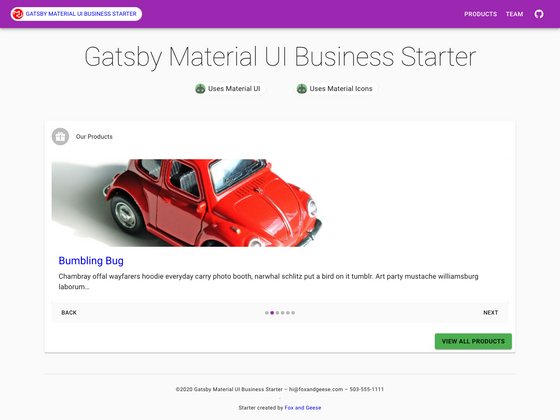 GATSBY MATERIAL UI BUSINESS STARTER
PRODUCTS TEAM
Gatsby Material UI Business Starter
Uses Material UI
Uses Material Icons
Our Products
Bumbling Bug
Chambray offal wayfarers hoodie everyday carry photo booth, narwhal schlitz put a bird on it tumblr. Art party mustache williamsburg
laborum…
BACK
NEXT
VIEW ALL PRODUCTS
©2020 Gatsby Material UI Business Starter – hi@foxandgeese.com – 503-555-1111
Starter created by Fox and Geese